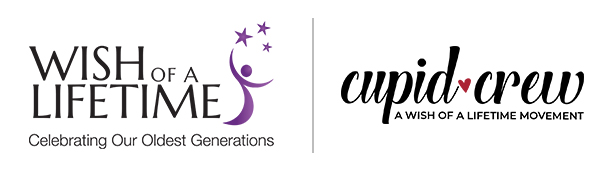 WISH OF A
LIFETIME
Celebrating Our Oldest Generations
cupid crew
A WISH OF A LIFETIME MOVEMENT